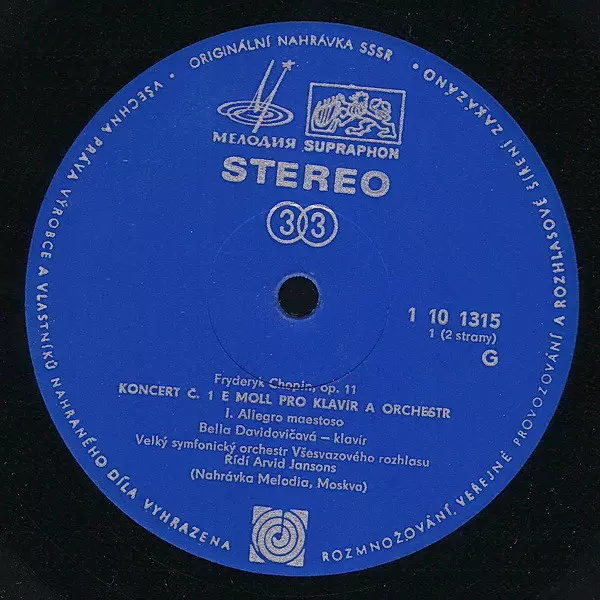 VŠECHNA PRÁVA VÝROBCE A VLASTNÍKŮ NAHRANÉHO DÍLA VYHRAZENA
ORIGINÁLNÍ NAHRÁVKA SSSR
ROZMNOŽOVÁNÍ, VEŘEJNÉ PROVOZOVÁNÍ A ROZHLASOVÉ ŠÍŘENÍ ZAKÁZÁNO
МЕЛОДИЯ SUPRAPHON
STEREO
33
1 10 1315
1 (2 strany)
G
Fryderyk Chopin, op. 11
KONCERT Č. 1 E MOLL PRO KLAVÍR A ORCHESTR
I. Allegro maestoso
Bella Davidovičavá – klavír
Velký symfonický orchestr Všesvazového rozhlasu
Řídí Arvid Jansons
(Nahrávka Melodia, Moskva)